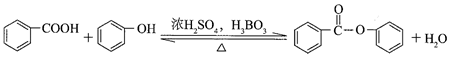 COOH + OH 浓H₂SO₄, H₃BO₃ △ O C O + H₂O